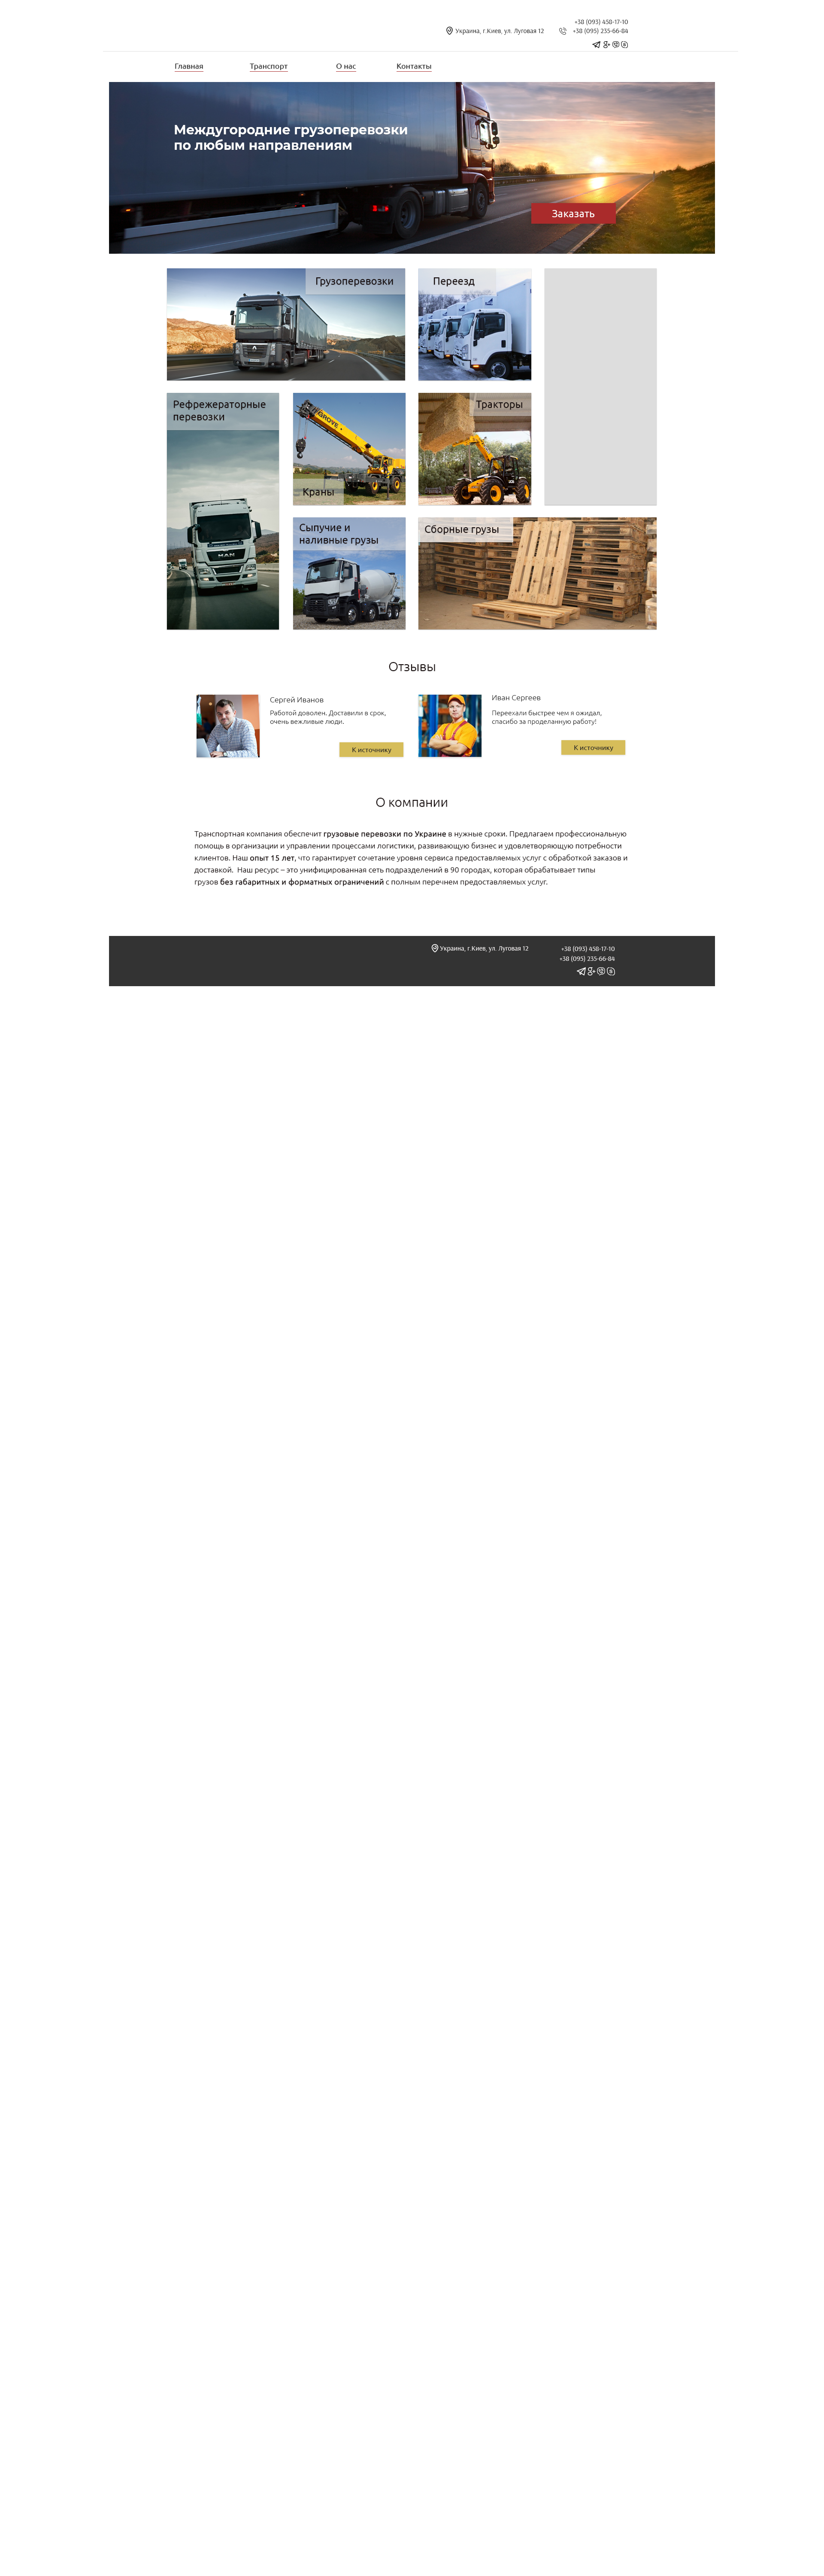 +38 (093) 458-17-10
Украина, г.Киев, ул. Луговая 12
+38 (095) 235-66-84
Главная
Транспорт
О нас
Контакты
Междугородние грузоперевозки
по любым направлениям
Заказать
Грузоперевозки
Переезд
Рефрежераторные
перевозки
GROVE
Краны
Тракторы
MAN
Сыпучие и
наливные грузы
Сборные грузы
Отзывы
Сергей Иванов
Работой доволен. Доставили в срок,
очень вежливые люди.
К источнику
Иван Сергеев
Переехали быстрее чем я ожидал,
спасибо за проделанную работу!
К источнику
О компании
Транспортная компания обеспечит грузовые перевозки по Украине в нужные сроки. Предлагаем профессиональную
помощь в организации и управлении процессами логистики, развивающую бизнес и удовлетворяющую потребности
клиентов. Наш опыт 15 лет, что гарантирует сочетание уровня сервиса предоставляемых услуг с обработкой заказов и
доставкой. Наш ресурс – это унифицированная сеть подразделений в 90 городах, которая обрабатывает типы
грузов без габаритных и форматных ограничений с полным перечнем предоставляемых услуг.
Украина, г.Киев, ул. Луговая 12
+38 (093) 458-17-10
+38 (095) 235-66-84